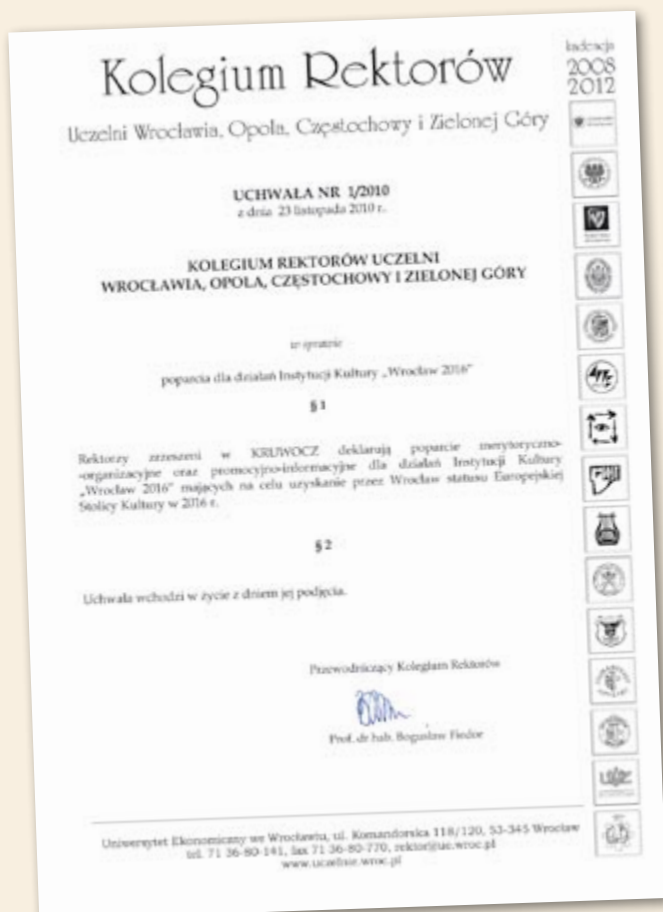 Kolegium Rektorów
Uczelni Wrocławia, Opola, Częstochowy i Zielonej Góry
kadencja
2008
2012
UCHWAŁA NR 1/2010
z dnia 23 listopada 2010 r.
KOLEGIUM REKTORÓW UCZELNI
WROCŁAWIA, OPOLA, CZĘSTOCHOWY I ZIELONEJ GÓRY
w sprawie
poparcia dla działań Instytucji Kultury „Wrocław 2016”
§ 1
Rektorzy zrzeszeni w KRUWOCZ deklarują poparcie merytoryczno-
-organizacyjne oraz promocyjno-informacyjne dla działań Instytucji Kultury
„Wrocław 2016” mających na celu uzyskanie przez Wrocław statusu Europejskiej
Stolicy Kultury w 2016 r.
§ 2
Uchwała wchodzi w życie z dniem jej podjęcia.
Przewodniczący Kolegium Rektorów
Prof. dr hab. Bogusław Fiedor
Uniwersytet Ekonomiczny we Wrocławiu, ul. Komandorska 118/120, 53-345 Wrocław
tel. 71 36-80-141, fax 71 36-80-770, rektor@ue.wroc.pl
www.uczelnie.wroc.pl